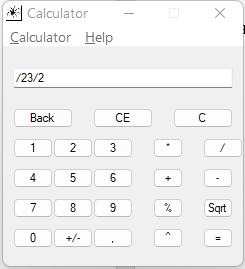 Calculator
Calculator Help
/23/2
Back CE C
1 2 3 * /
4 5 6 + -
7 8 9 % Sqrt
0 +/- , ^ =